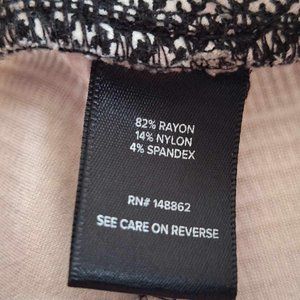 82% RAYON
14% NYLON
4% SPANDEX
RN# 148862
SEE CARE ON REVERSE